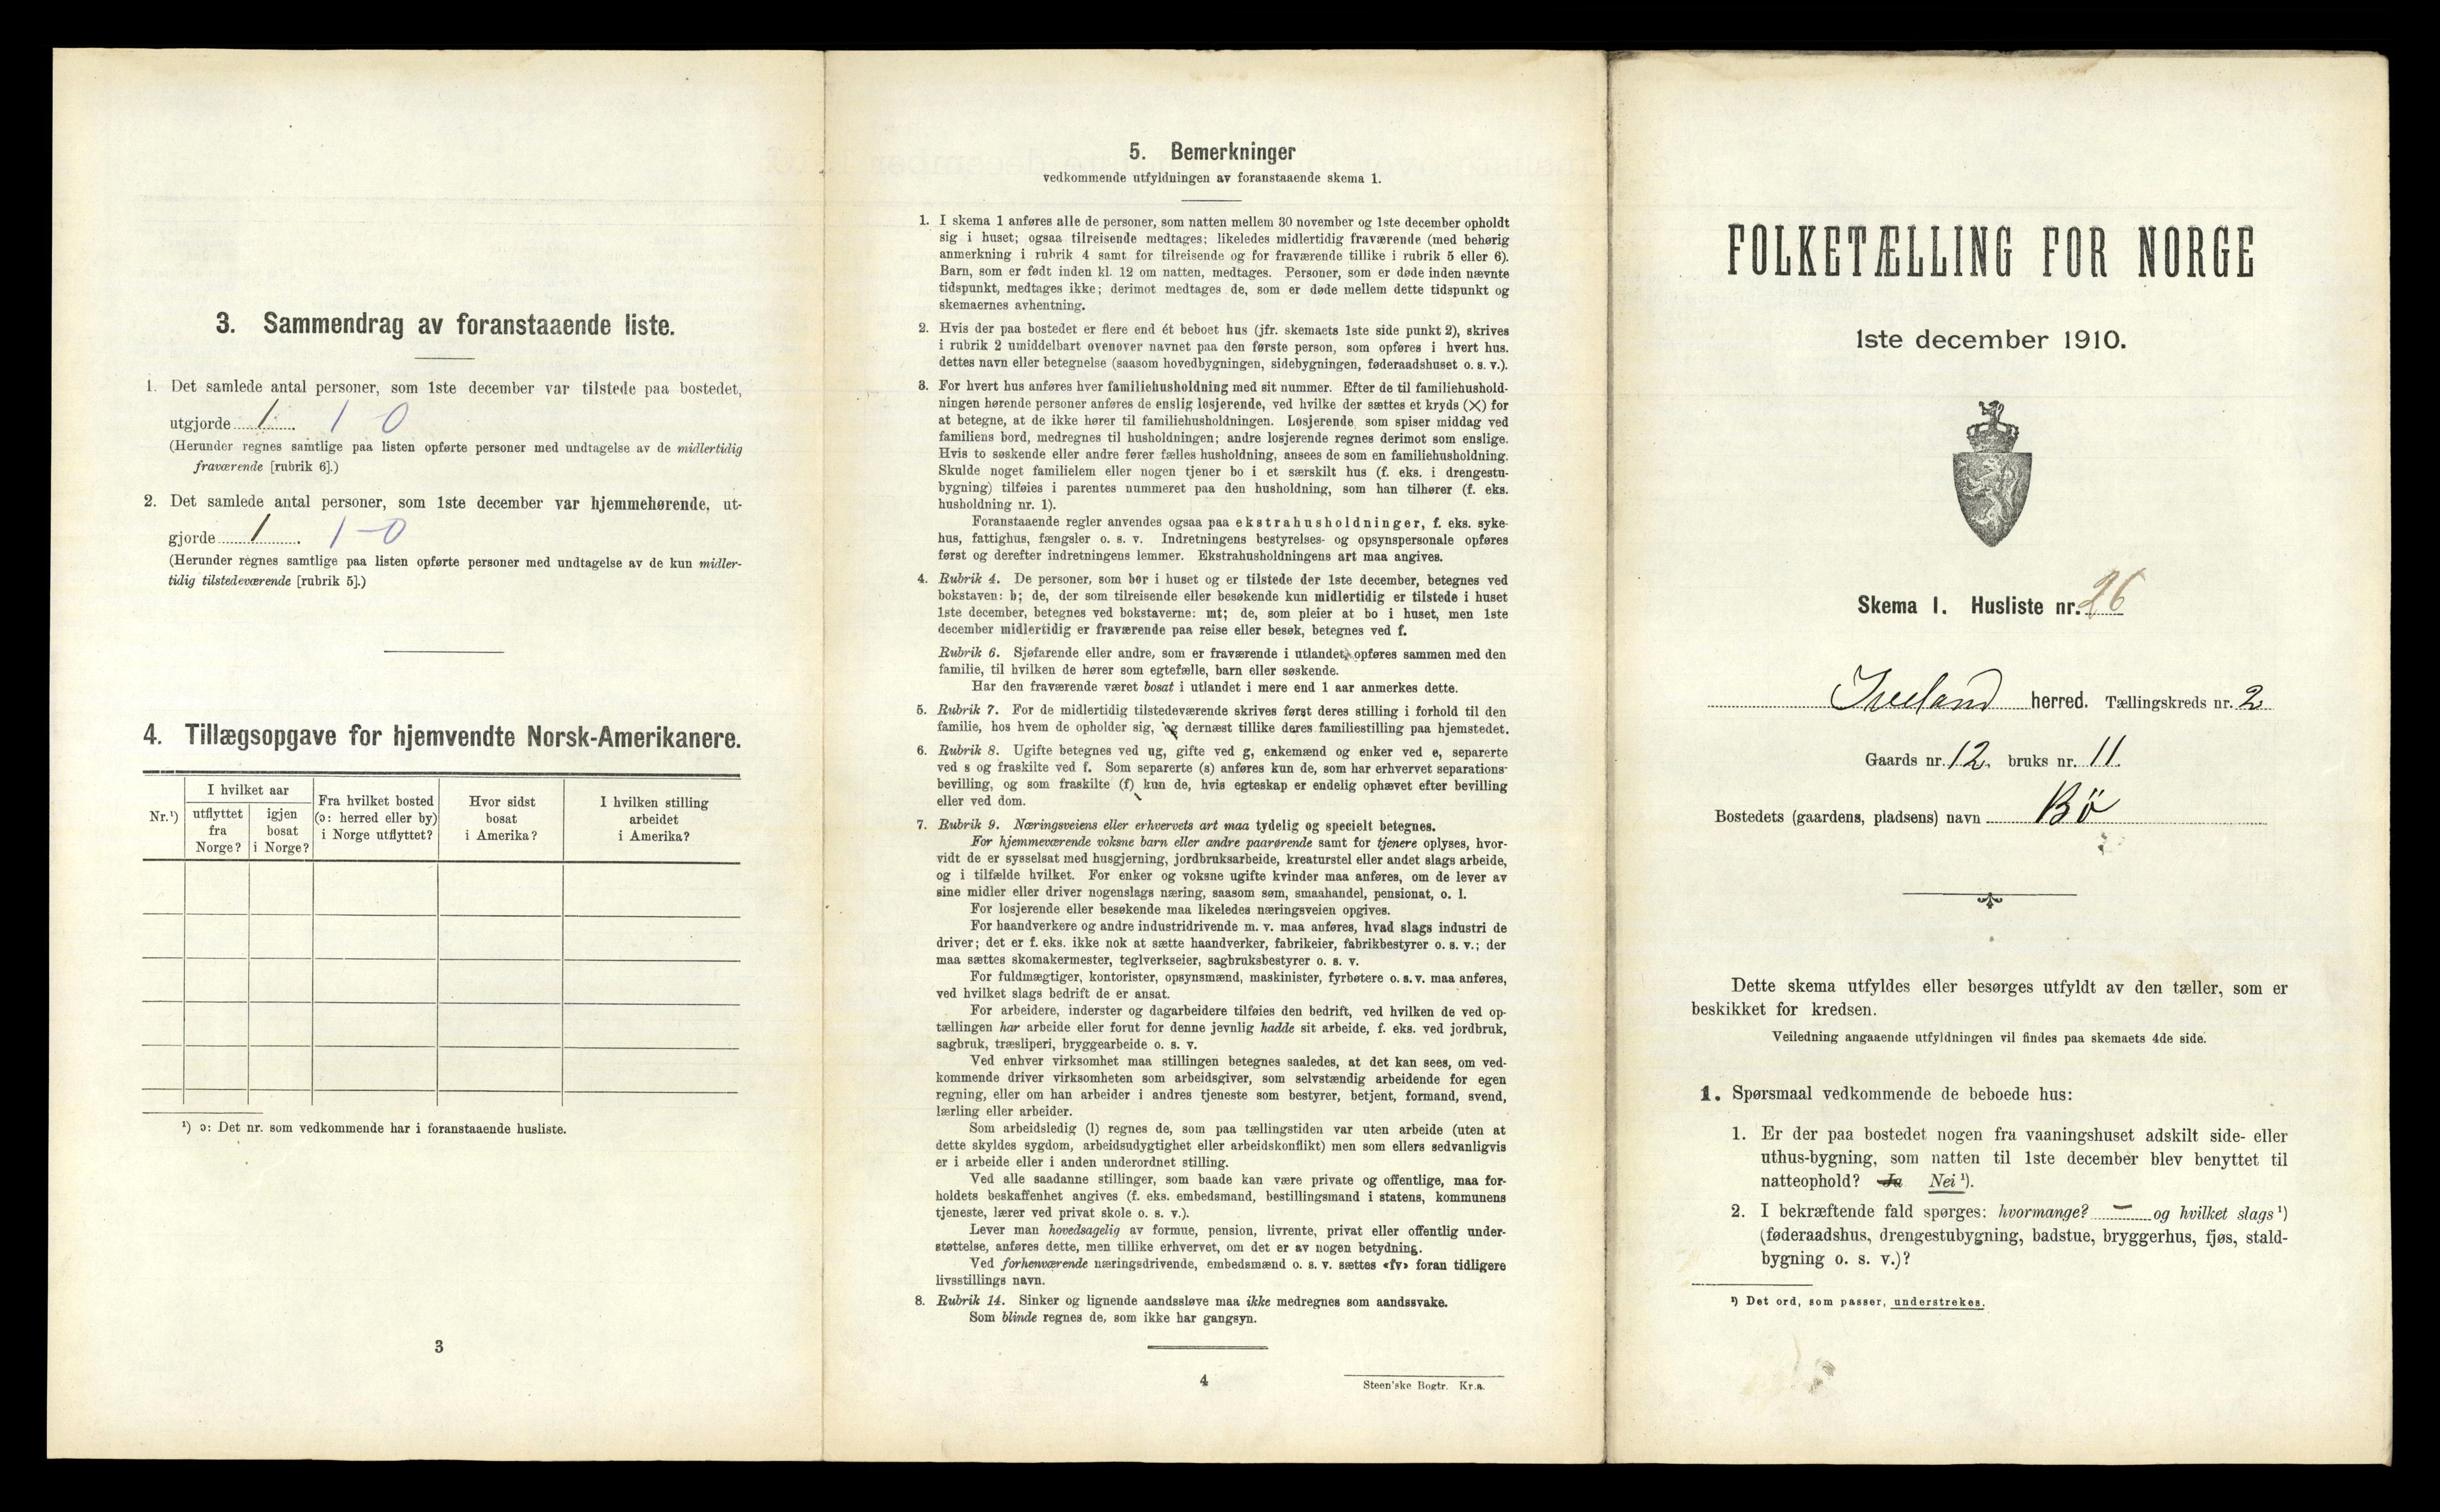 3. Sammendrag av foranstaaende liste.
1. Det samlede antal personer, som 1ste december var tilstede paa bostedet,
utgjorde 1. 1 0
(Herunder regnes samtlige paa listen opførte personer med undtagelse av de midlertidig
fraværende [rubrik 6].)
2. Det samlede antal personer, som 1ste december var hjemmehørende, ut-
gjorde 1. 1-0
(Herunder regnes samtlige paa listen opførte personer med undtagelse av de kun midler-
tidig tilstedeværende [rubrik 5].)
4. Tillægsopgave for hjemvendte Norsk-Amerikanere.
Nr.¹)
I hvilket aar
utflyttet
fra
Norge?
igjen
bosat
i Norge?
Fra hvilket bosted
(ɔ: herred eller by)
i Norge utflyttet?
Hvor sidst
bosat
i Amerika?
I hvilken stilling
arbeidet
i Amerika?
¹) ɔ: Det nr. som vedkommende har i foranstaaende husliste.
3
5. Bemerkninger
vedkommende utfyldningen av foranstaaende skema 1.
1. I skema 1 anføres alle de personer, som natten mellem 30 november og 1ste december opholdt
sig i huset; ogsaa tilreisende medtages; likeledes midlertidig fraværende (med behørig
anmerkning i rubrik 4 samt for tilreisende og for fraværende tillike i rubrik 5 eller 6).
Barn, som er født inden kl. 12 om natten, medtages. Personer, som er døde inden nævnte
tidspunkt, medtages ikke; derimot medtages de, som er døde mellem dette tidspunkt og
skemaernes avhentning.
2. Hvis der paa bostedet er flere end ét beboet hus (jfr. skemaets 1ste side punkt 2), skrives
i rubrik 2 umiddelbart ovenover navnet paa den første person, som opføres i hvert hus.
dettes navn eller betegnelse (saasom hovedbygningen, sidebygningen, føderaadshuset o. s. v.).
3. For hvert hus anføres hver familiehusholdning med sit nummer. Efter de til familiehushold-
ningen hørende personer anføres de enslig losjerende, ved hvilke der sættes et kryds (×) for
at betegne, at de ikke hører til familiehusholdningen. Losjerende, som spiser middag ved
familiens bord, medregnes til husholdningen; andre losjerende regnes derimot som enslige.
Hvis to søskende eller andre fører fælles husholdning, ansees de som en familiehusholdning.
Skulde noget familielem eller nogen tjener bo i et særskilt hus (f. eks. i drengestu-
bygning) tilføies i parentes nummeret paa den husholdning, som han tilhører (f. eks.
husholdning nr. 1).
Foranstaaende regler anvendes ogsaa paa ekstrahusholdninger, f. eks. syke-
hus, fattighus, fængsler o. s. v. Indretningens bestyrelses- og opsynspersonale opføres
først og derefter indretningens lemmer. Ekstrahusholdningens art maa angives.
4. Rubrik 4. De personer, som bor i huset og er tilstede der 1ste december, betegnes ved
bokstaven: b; de, der som tilreisende eller besøkende kun midlertidig er tilstede i huset
1ste december, betegnes ved bokstaverne: mt; de, som pleier at bo i huset, men 1ste
december midlertidig er fraværende paa reise eller besøk, betegnes ved f.
Rubrik 6. Sjøfarende eller andre, som er fraværende i utlandet, opføres sammen med den
familie, til hvilken de hører som egtefælle, barn eller søskende.
Har den fraværende været bosat i utlandet i mere end 1 aar anmerkes dette.
5. Rubrik 7. For de midlertidig tilstedeværende skrives først deres stilling i forhold til den
familie, hos hvem de opholder sig, og dernæst tillike deres familiestilling paa hjemstedet.
6. Rubrik 8. Ugifte betegnes ved ug, gifte ved g, enkemænd og enker ved e, separerte
ved s og fraskilte ved f. Som separerte (s) anføres kun de, som har erhvervet separations-
bevilling, og som fraskilte (f) kun de, hvis egteskap er endelig ophævet efter bevilling
eller ved dom.
7. Rubrik 9. Næringsveiens eller erhvervets art maa tydelig og specielt betegnes.
For hjemmeværende voksne barn eller andre paarørende samt for tjenere oplyses, hvor-
vidt de er sysselsat med husgjerning, jordbruksarbeide, kreaturstel eller andet slags arbeide,
og i tilfælde hvilket. For enker og voksne ugifte kvinder maa anføres, om de lever av
sine midler eller driver nogenslags næring, saasom søm, smaahandel, pensionat, o. l.
For losjerende eller besøkende maa likeledes næringsveien opgives.
For haandverkere og andre industridrivende m. v. maa anføres, hvad slags industri de
driver; det er f. eks. ikke nok at sætte haandverker, fabrikeier, fabrikbestyrer o. s. v.; der
maa sættes skomakermester, teglverkseier, sagbruksbestyrer o. s. v.
For fuldmægtiger, kontorister, opsynsmænd, maskinister, fyrbøtere o. s. v. maa anføres,
ved hvilket slags bedrift de er ansat.
For arbeidere, inderster og dagarbeidere tilføies den bedrift, ved hvilken de ved op-
tællingen har arbeide eller forut for denne jevnlig hadde sit arbeide, f. eks. ved jordbruk,
sagbruk, træsliperi, bryggearbeide o. s. v.
Ved enhver virksomhet maa stillingen betegnes saaledes, at det kan sees, om ved-
kommende driver virksomheten som arbeidsgiver, som selvstændig arbeidende for egen
regning, eller om han arbeider i andres tjeneste som bestyrer, betjent, formand, svend,
lærling eller arbeider.
Som arbeidsledig (l) regnes de, som paa tællingstiden var uten arbeide (uten at
dette skyldes sygdom, arbeidsudygtighet eller arbeidskonflikt) men som ellers sedvanligvis
er i arbeide eller i anden underordnet stilling.
Ved alle saadanne stillinger, som baade kan være private og offentlige, maa for-
holdets beskaffenhet angives (f. eks. embedsmand, bestillingsmand i statens, kommunens
tjeneste, lærer ved privat skole o. s. v.).
Lever man hovedsagelig av formue, pension, livrente, privat eller offentlig under-
støttelse, anføres dette, men tillike erhvervet, om det er av nogen betydning.
Ved forhenværende næringsdrivende, embedsmænd o. s. v. sættes «fv» foran tidligere
livsstillings navn.
8. Rubrik 14. Sinker og lignende aandssløve maa ikke medregnes som aandssvake.
Som blinde regnes de, som ikke har gangsyn.
4
Steen'ske Bogtr. Kr.a.
FOLKETÆLLING FOR NORGE
1ste december 1910.
Skema 1. Husliste nr. 26
Iveland herred. Tællingskreds nr. 2
Gaards nr. 12. bruks nr. 11.
Bostedets (gaardens, pladsens) navn Bö
Dette skema utfyldes eller besørges utfyldt av den tæller, som er
beskikket for kredsen.
Veiledning angaaende utfyldningen vil findes paa skemaets 4de side.
1. Spørsmaal vedkommende de beboede hus:
1. Er der paa bostedet nogen fra vaaningshuset adskilt side- eller
uthus-bygning, som natten til 1ste december blev benyttet til
natteophold? Ja Nei ¹).
2. I bekræftende fald spørges: hvormange? – og hvilket slags ¹)
(føderaadshus, drengestubygning, badstue, bryggerhus, fjøs, stald-
bygning o. s. v.)?
¹) Det ord, som passer, understrekes.